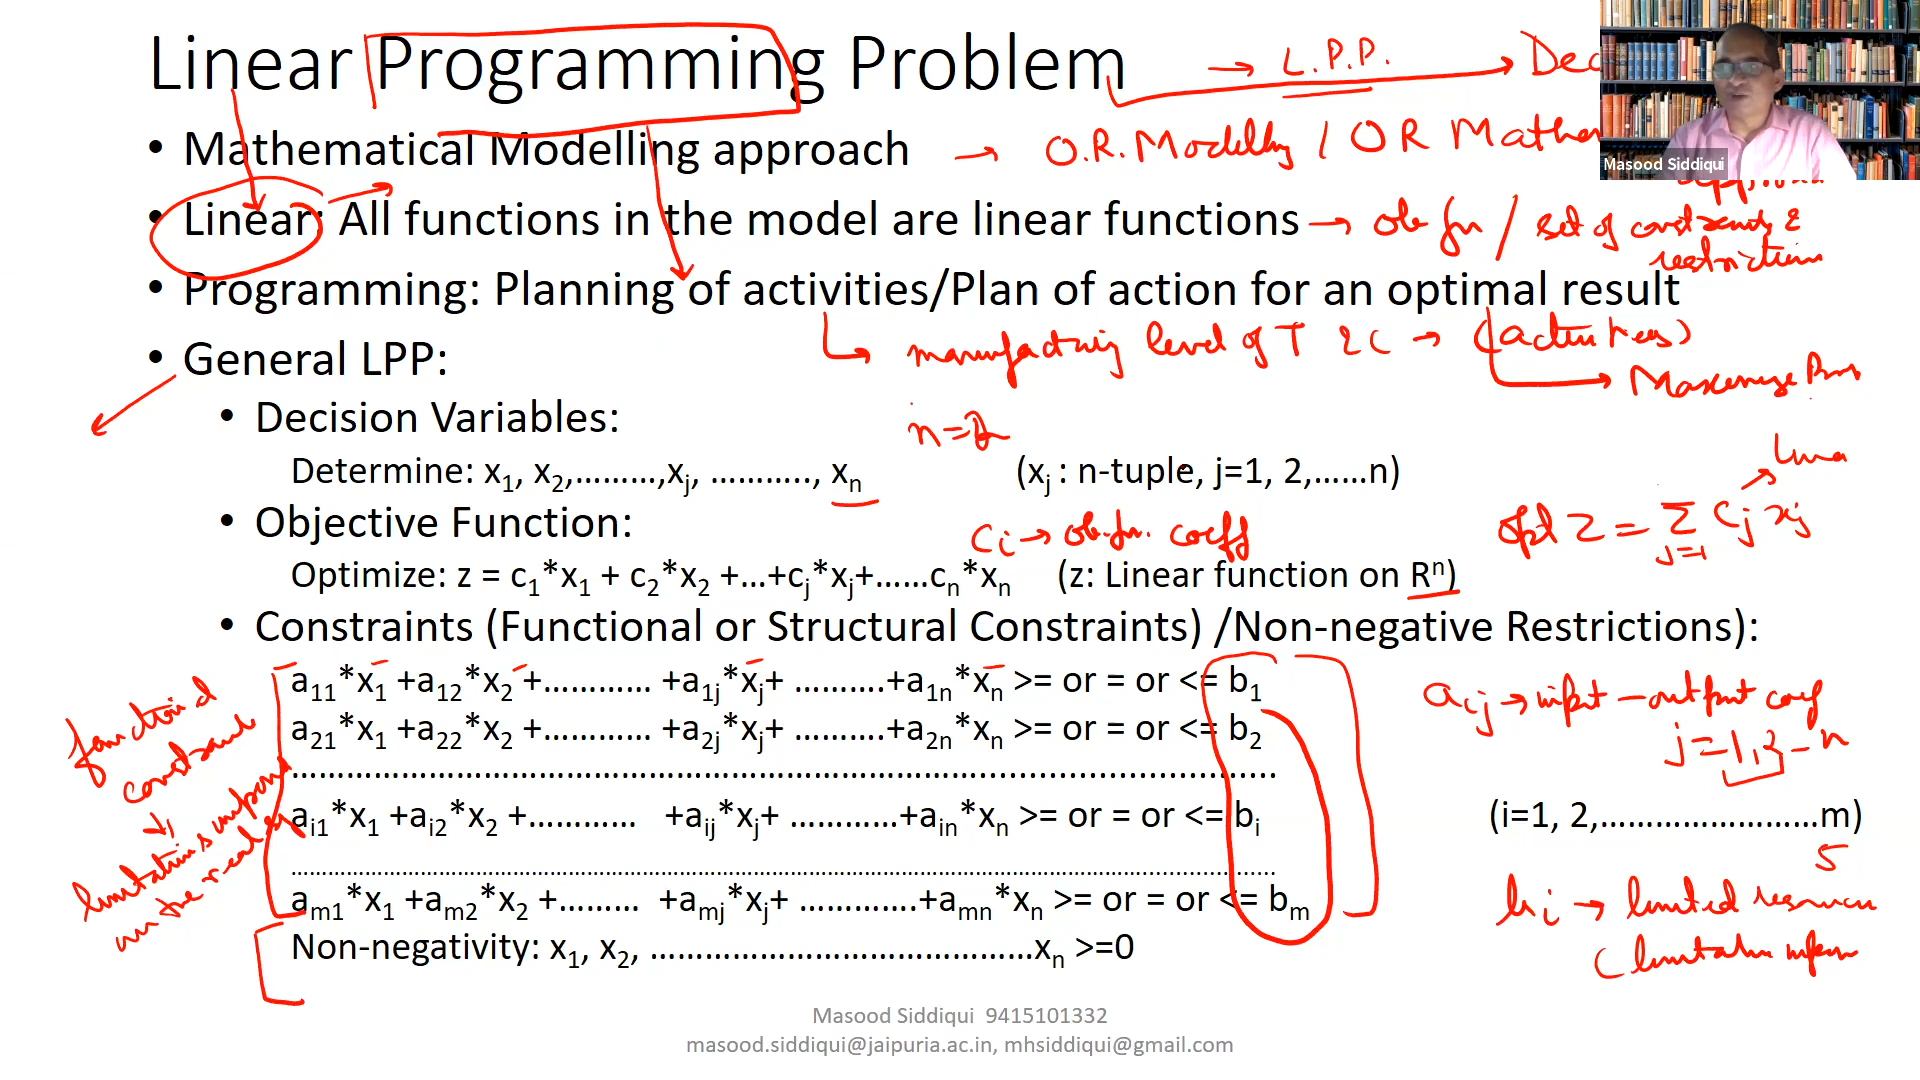 Linear Programming Problem → L.P.P. → Dec
Masood Siddiqui
• Mathematical Modelling approach → O.R. Modelling / OR Mathe
• Linear: All functions in the model are linear functions → ob fn / set of constraints &
restrictions
• Programming: Planning of activities/Plan of action for an optimal result
manufacturing level of T & C → (activities)
• General LPP:
Maximize
• Decision Variables:
n=2
Determine: x1, x2,………,xj, ……….., xn (xj : n-tuple, j=1, 2,……n)
• Objective Function:
cj → ob. fn. coeff
opt Z = Σ cj xj
j=1
Optimize: z = c1*x1 + c2*x2 +…+cj*xj+……cn*xn (z: Linear function on Rⁿ)
• Constraints (Functional or Structural Constraints) /Non-negative Restrictions):
a11*x1 +a12*x2 +………… +a1j*xj+ ……….+a1n*xn >= or = or <= b1
aij → input – output coeff
a21*x1 +a22*x2 +………… +a2j*xj+ ……….+a2n*xn >= or = or <= b2
j = 1, 2 – n
functional
constraints
limitations
on the
ai1*x1 +ai2*x2 +………… +aij*xj+ …………+ain*xn >= or = or <= bi (i=1, 2,……………………m)
5
am1*x1 +am2*x2 +……… +amj*xj+ ………….+amn*xn >= or = or <= bm
bi → limited resources
Non-negativity: x1, x2, …………………………………xn >=0
(limitation
Masood Siddiqui 9415101332
masood.siddiqui@jaipuria.ac.in, mhsiddiqui@gmail.com